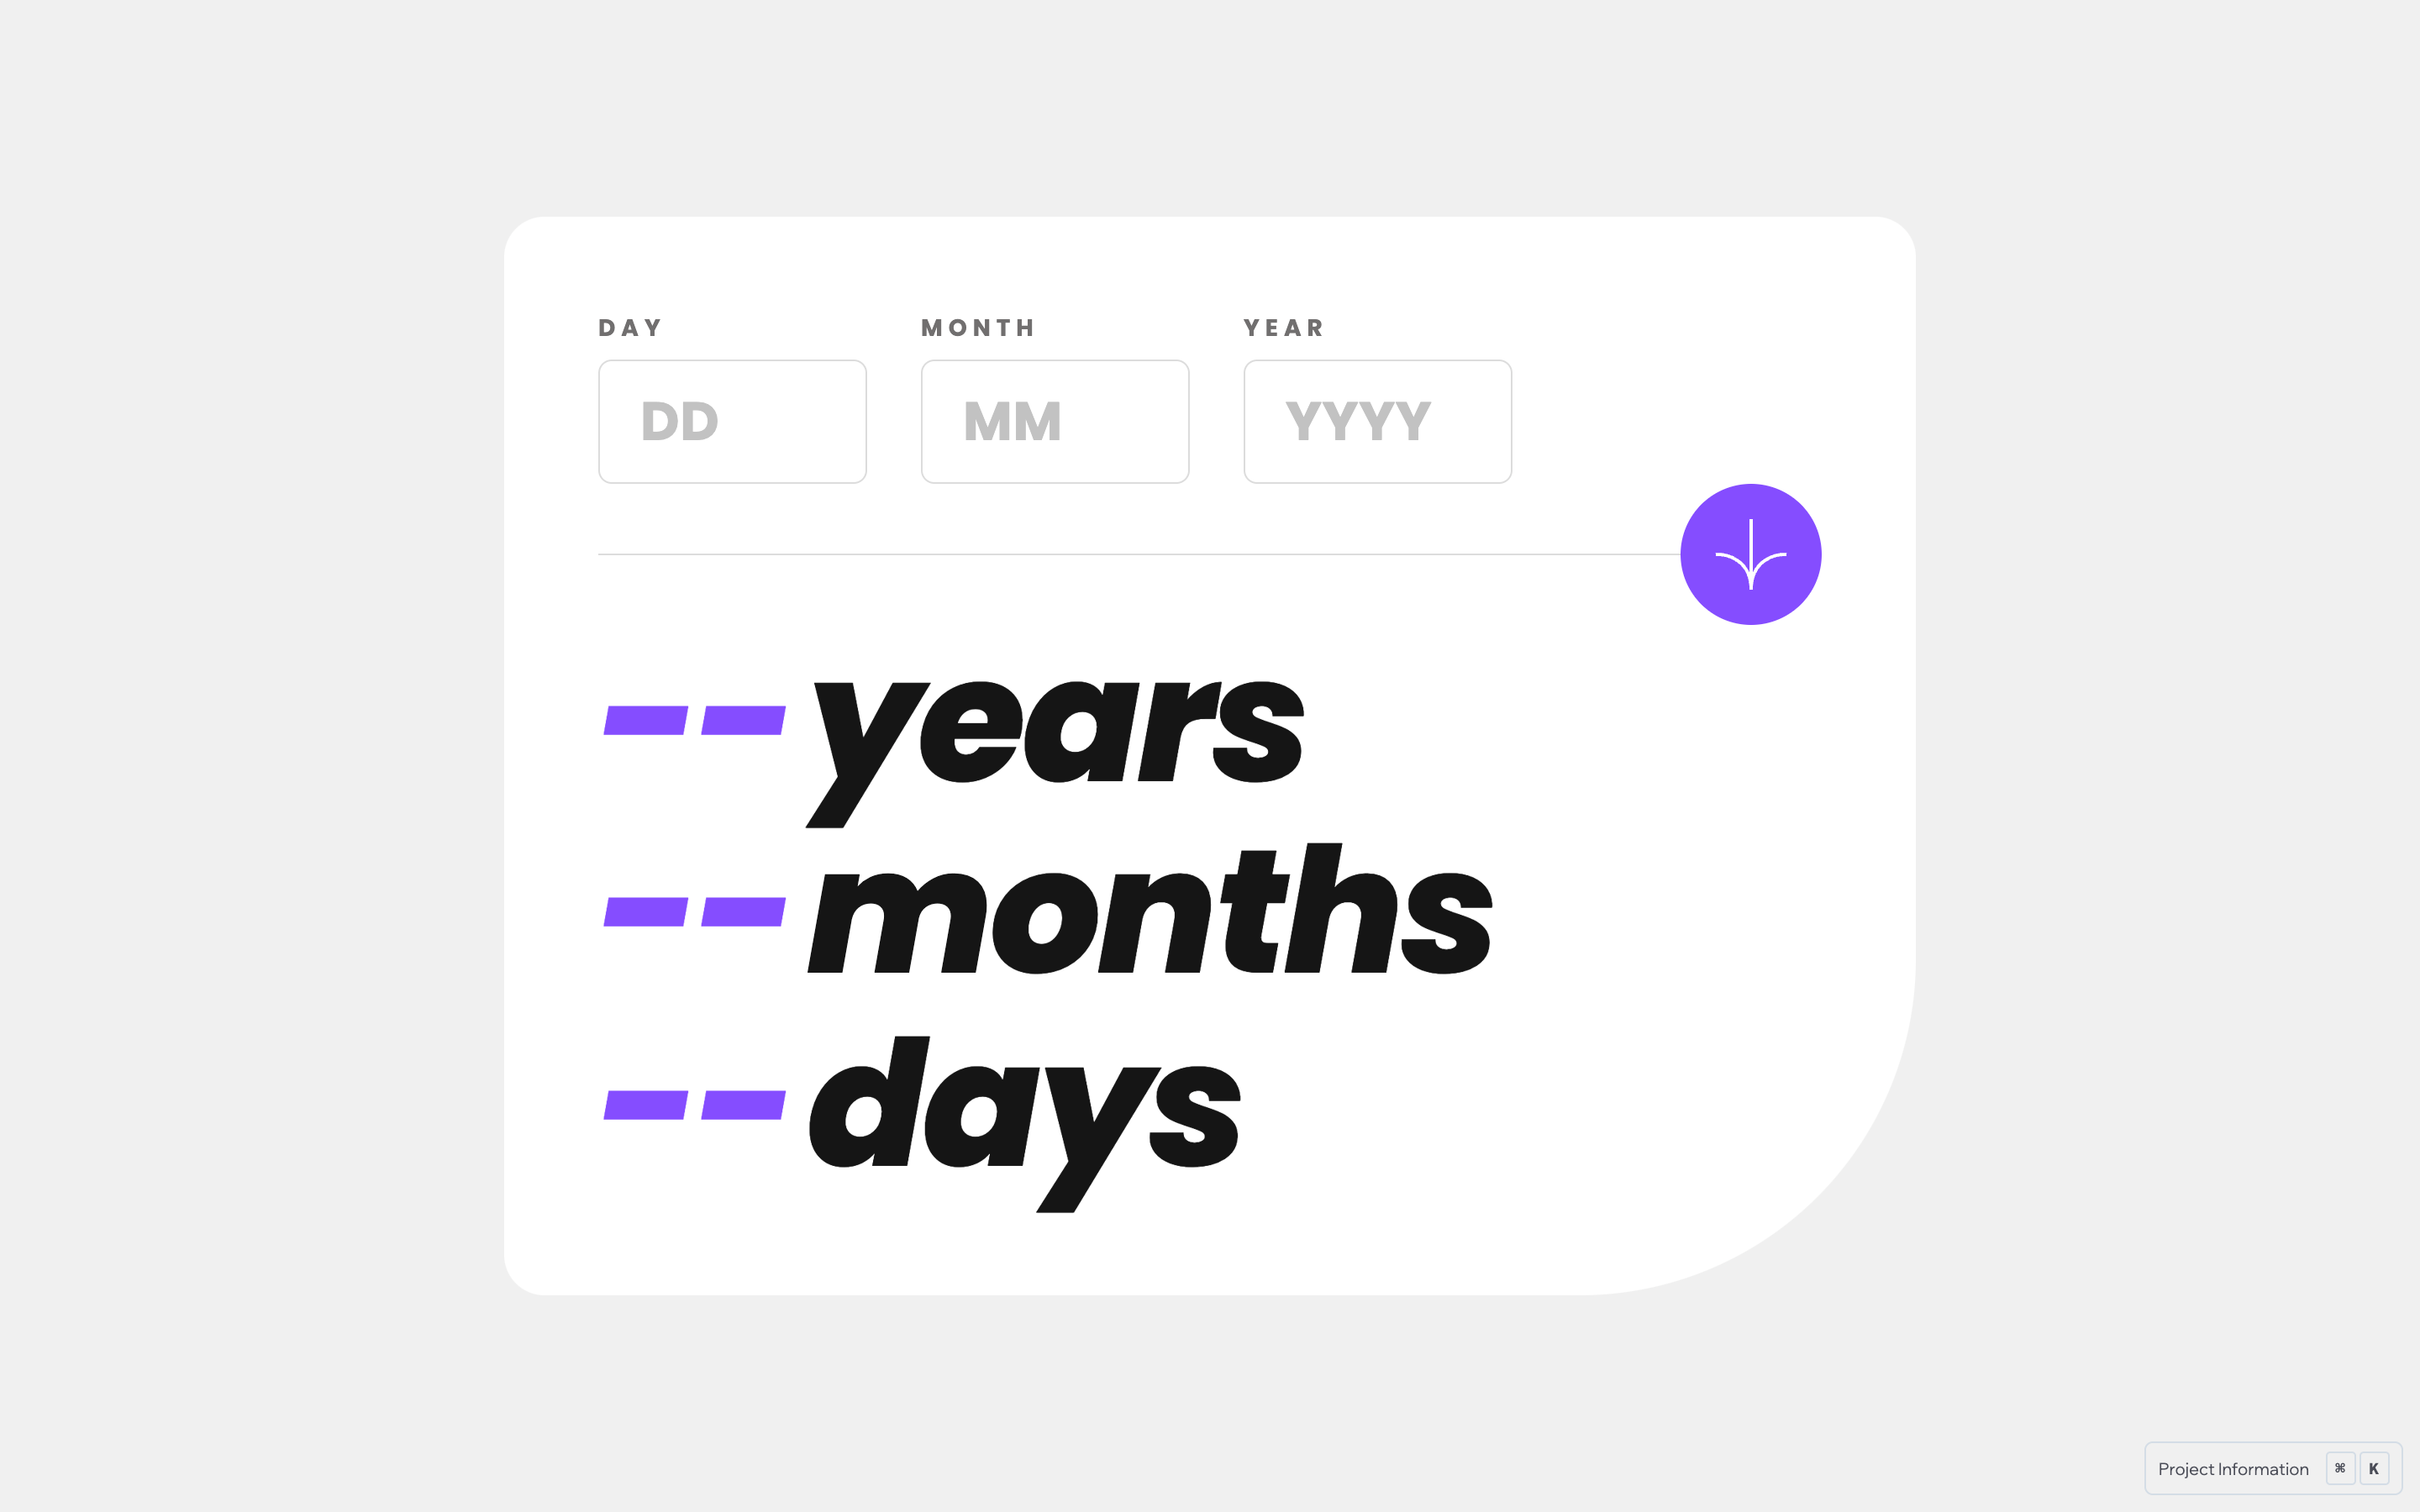 DAY MONTH YEAR
DD MM YYYY
-- years
-- months
-- days
Project Information ⌘ K